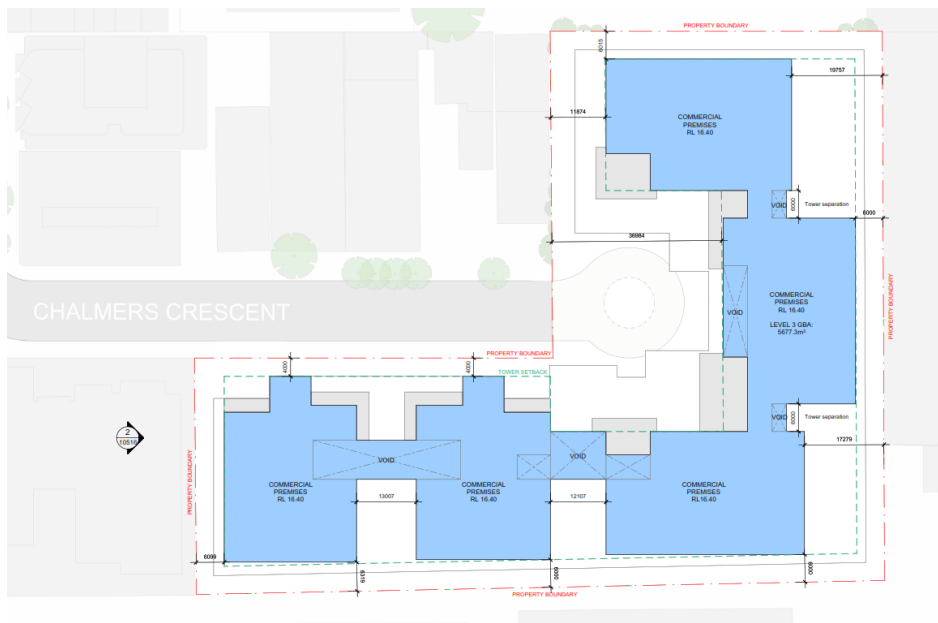 PROPERTY BOUNDARY
6015
19757
11874
COMMERCIAL
PREMISES
RL 16.40
VOID
6000
Tower separation
6000
36984
COMMERCIAL
PREMISES
RL 16.40
LEVEL 3 GBA:
5677.3m²
VOID
PROPERTY BOUNDARY
CHALMERS CRESCENT
PROPERTY BOUNDARY
4000
4000
TOWER SETBACK
VOID
6000
Tower separation
17279
2
10516
VOID
VOID
PROPERTY BOUNDARY
COMMERCIAL
PREMISES
RL 16.40
COMMERCIAL
PREMISES
RL 16.40
COMMERCIAL
PREMISES
RL16.40
13007
12107
6099
6319
6000
6000
PROPERTY BOUNDARY